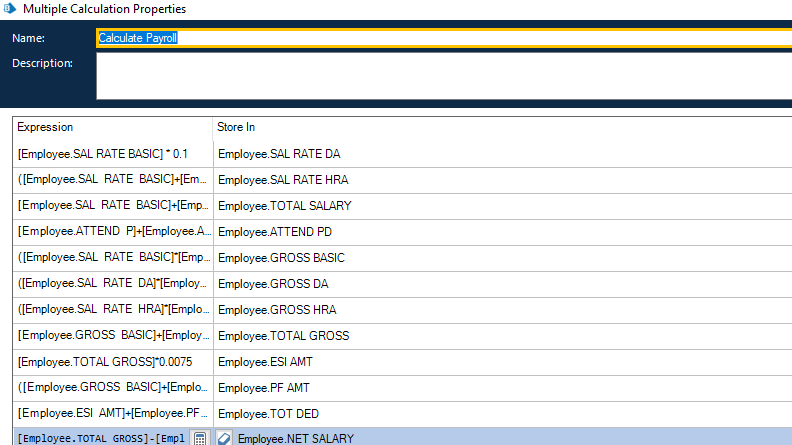 Multiple Calculation Properties
Name: Calculate Payroll
Description:
Expression Store In
[Employee.SAL RATE BASIC] * 0.1 Employee.SAL RATE DA
([Employee.SAL RATE BASIC]+[Em... Employee.SAL RATE HRA
[Employee.SAL RATE BASIC]+[Emp... Employee.TOTAL SALARY
[Employee.ATTEND P]+[Employee.A... Employee.ATTEND PD
([Employee.SAL RATE BASIC]*[Emp... Employee.GROSS BASIC
([Employee.SAL RATE DA]*[Employ... Employee.GROSS DA
([Employee.SAL RATE HRA]*[Emplo... Employee.GROSS HRA
[Employee.GROSS BASIC]+[Employ... Employee.TOTAL GROSS
[Employee.TOTAL GROSS]*0.0075 Employee.ESI AMT
([Employee.GROSS BASIC]+[Emplo... Employee.PF AMT
[Employee.ESI AMT]+[Employee.PF... Employee.TOT DED
[Employee.TOTAL GROSS]-[Empl Employee.NET SALARY